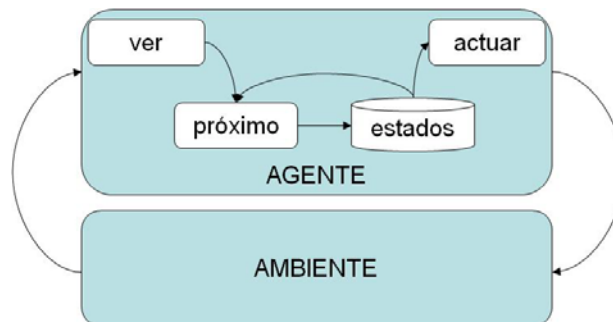 ver
actuar
próximo
estados
AGENTE
AMBIENTE